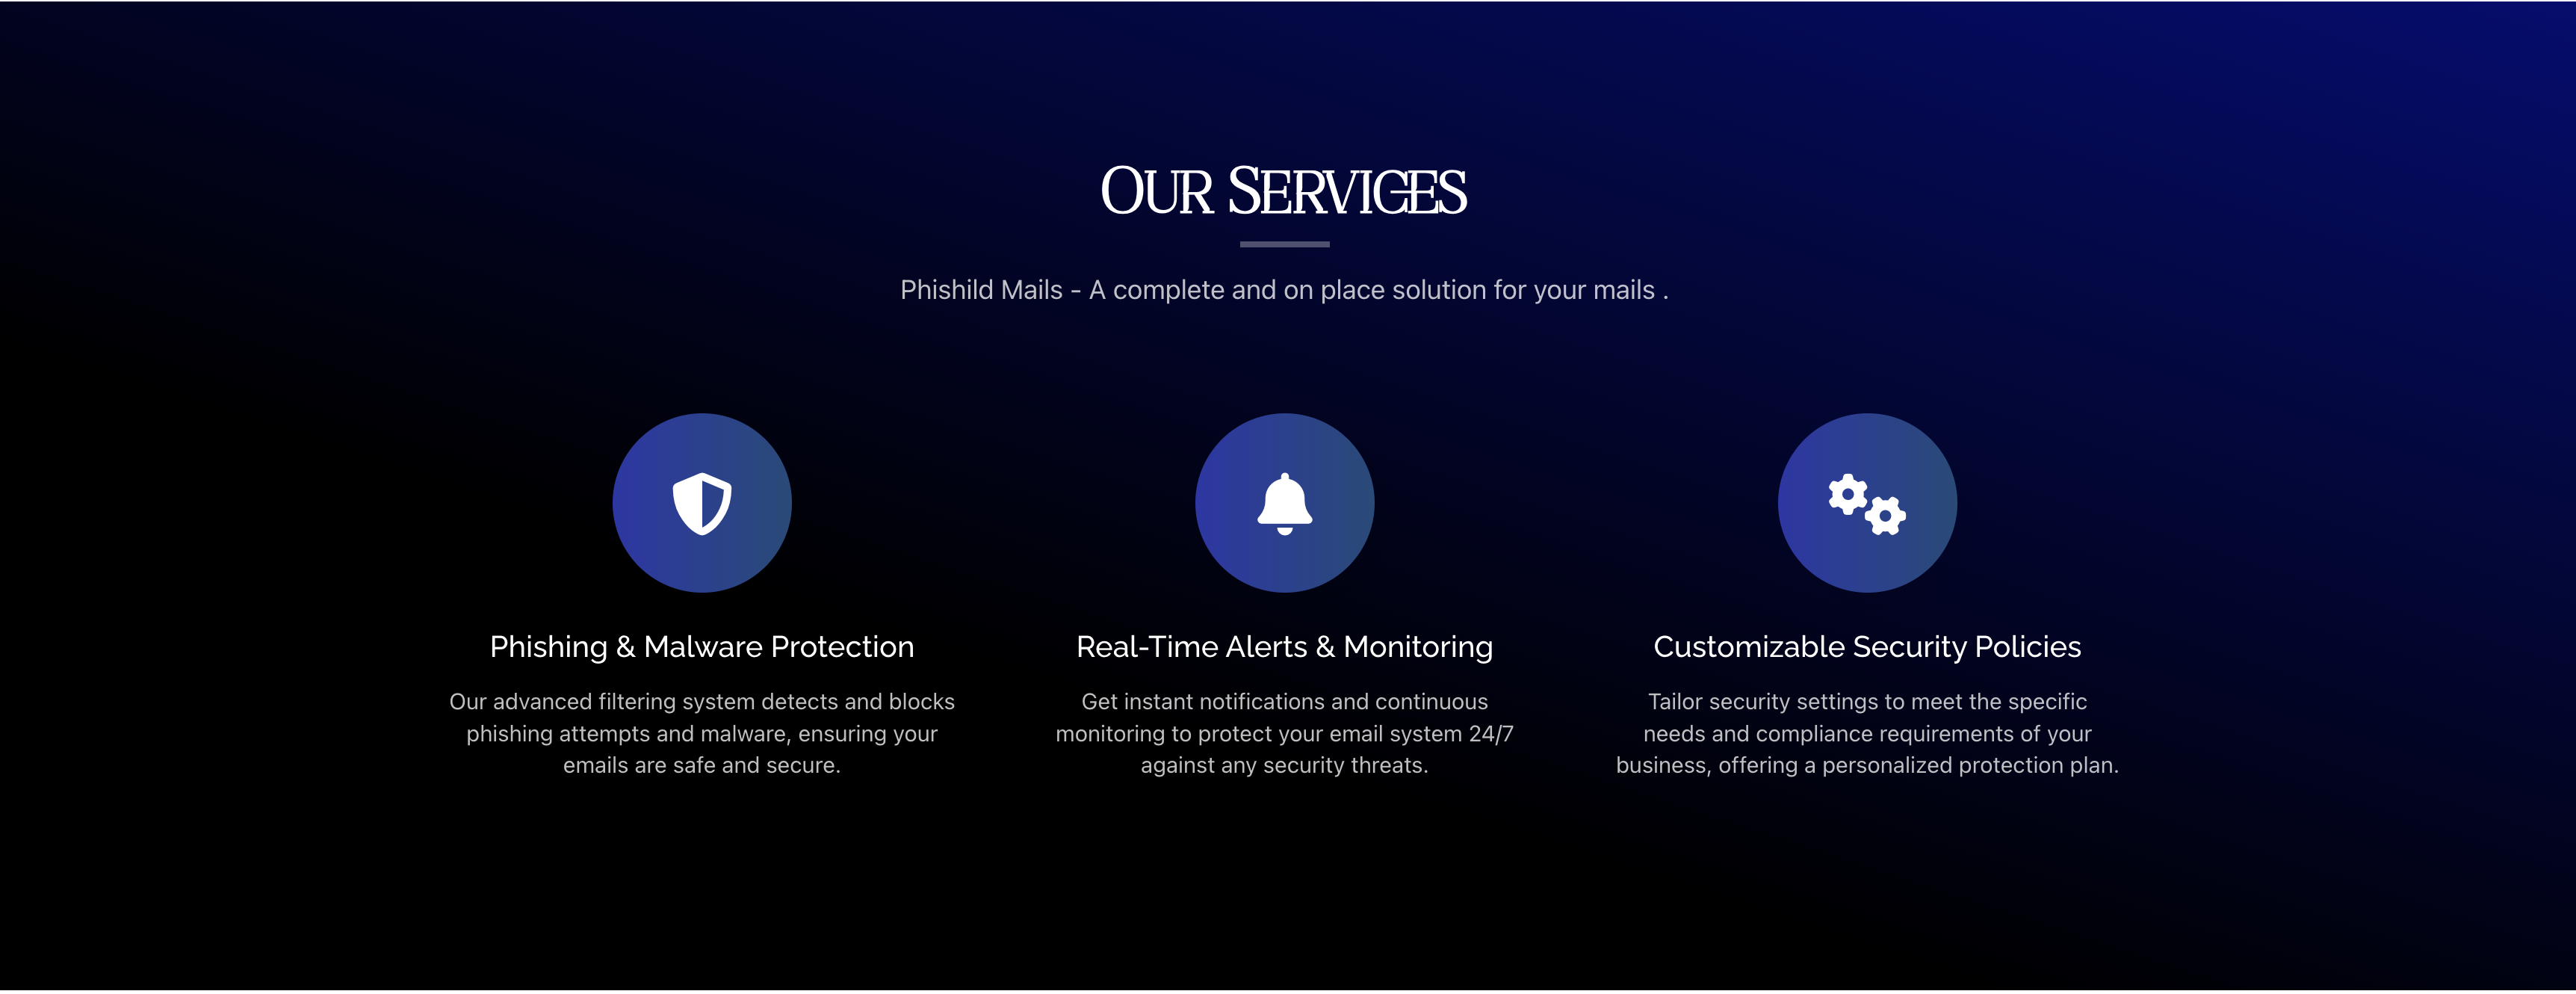 Our Services
Phishild Mails - A complete and on place solution for your mails .
Phishing & Malware Protection
Our advanced filtering system detects and blocks
phishing attempts and malware, ensuring your
emails are safe and secure.
Real-Time Alerts & Monitoring
Get instant notifications and continuous
monitoring to protect your email system 24/7
against any security threats.
Customizable Security Policies
Tailor security settings to meet the specific
needs and compliance requirements of your
business, offering a personalized protection plan.